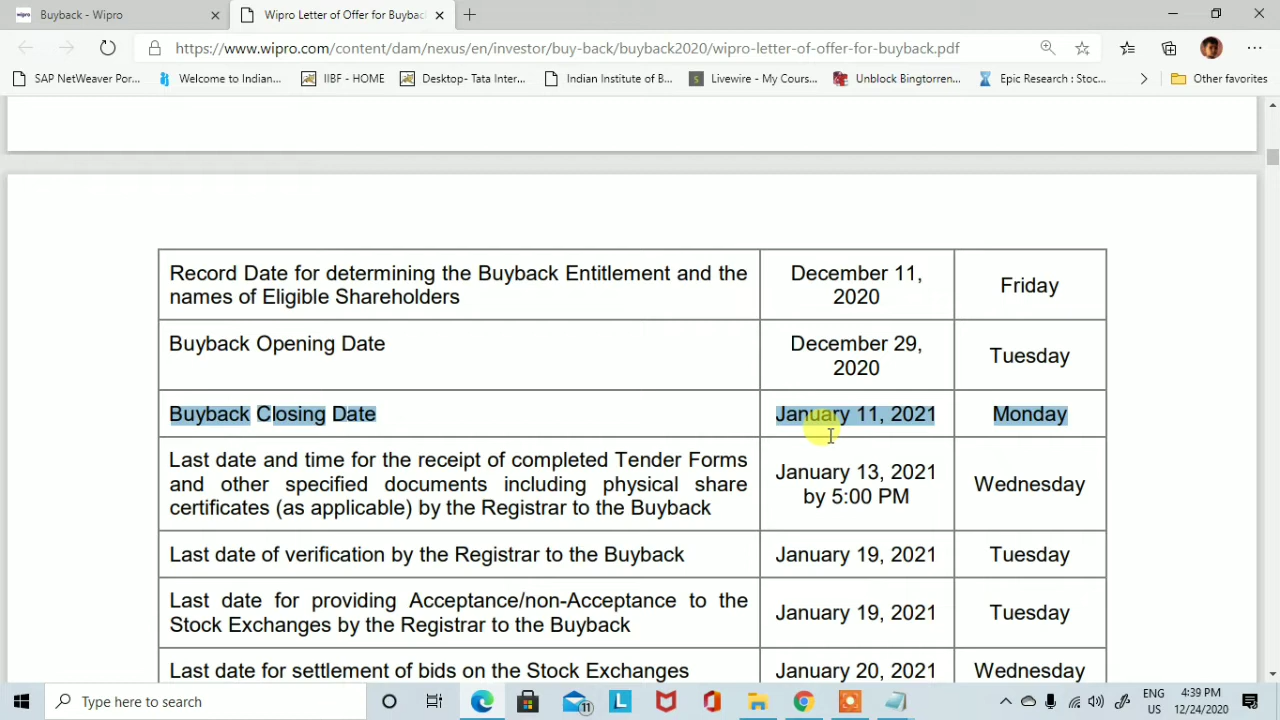 Buyback - Wipro
Wipro Letter of Offer for Buybac
https://www.wipro.com/content/dam/nexus/en/investor/buy-back/buyback2020/wipro-letter-of-offer-for-buyback.pdf
SAP NetWeaver Por...
Welcome to Indian...
IIBF - HOME
Desktop- Tata Inter...
Indian Institute of B...
Livewire - My Cours...
Unblock Bingtorren...
Epic Research : Stoc...
Other favorites
Record Date for determining the Buyback Entitlement and the
names of Eligible Shareholders
December 11,
2020
Friday
Buyback Opening Date
December 29,
2020
Tuesday
Buyback Closing Date
January 11, 2021
Monday
Last date and time for the receipt of completed Tender Forms
and other specified documents including physical share
certificates (as applicable) by the Registrar to the Buyback
January 13, 2021
by 5:00 PM
Wednesday
Last date of verification by the Registrar to the Buyback
January 19, 2021
Tuesday
Last date for providing Acceptance/non-Acceptance to the
Stock Exchanges by the Registrar to the Buyback
January 19, 2021
Tuesday
Last date for settlement of bids on the Stock Exchanges
January 20, 2021
Wednesday
Type here to search
11
ENG
US
4:39 PM
12/24/2020